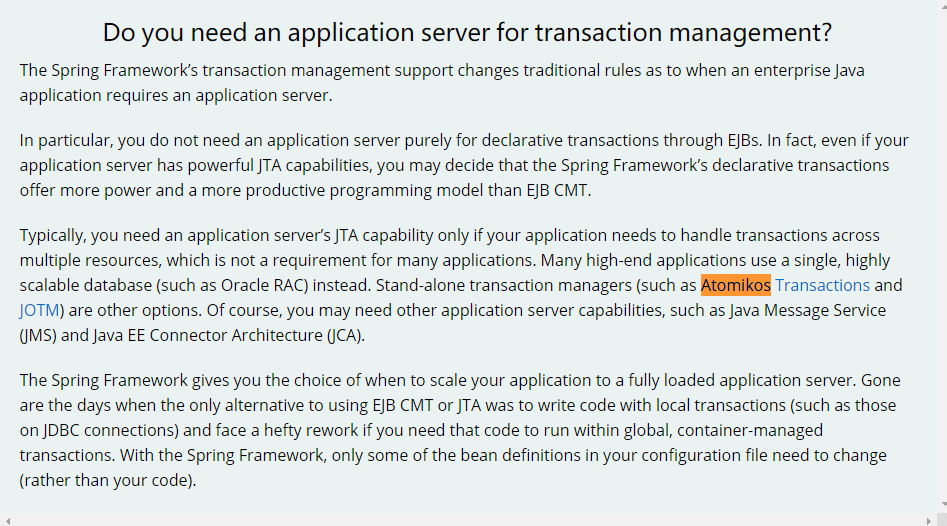 Do you need an application server for transaction management?
The Spring Framework’s transaction management support changes traditional rules as to when an enterprise Java
application requires an application server.
In particular, you do not need an application server purely for declarative transactions through EJBs. In fact, even if your
application server has powerful JTA capabilities, you may decide that the Spring Framework’s declarative transactions
offer more power and a more productive programming model than EJB CMT.
Typically, you need an application server’s JTA capability only if your application needs to handle transactions across
multiple resources, which is not a requirement for many applications. Many high-end applications use a single, highly
scalable database (such as Oracle RAC) instead. Stand-alone transaction managers (such as Atomikos Transactions and
JOTM) are other options. Of course, you may need other application server capabilities, such as Java Message Service
(JMS) and Java EE Connector Architecture (JCA).
The Spring Framework gives you the choice of when to scale your application to a fully loaded application server. Gone
are the days when the only alternative to using EJB CMT or JTA was to write code with local transactions (such as those
on JDBC connections) and face a hefty rework if you need that code to run within global, container-managed
transactions. With the Spring Framework, only some of the bean definitions in your configuration file need to change
(rather than your code).